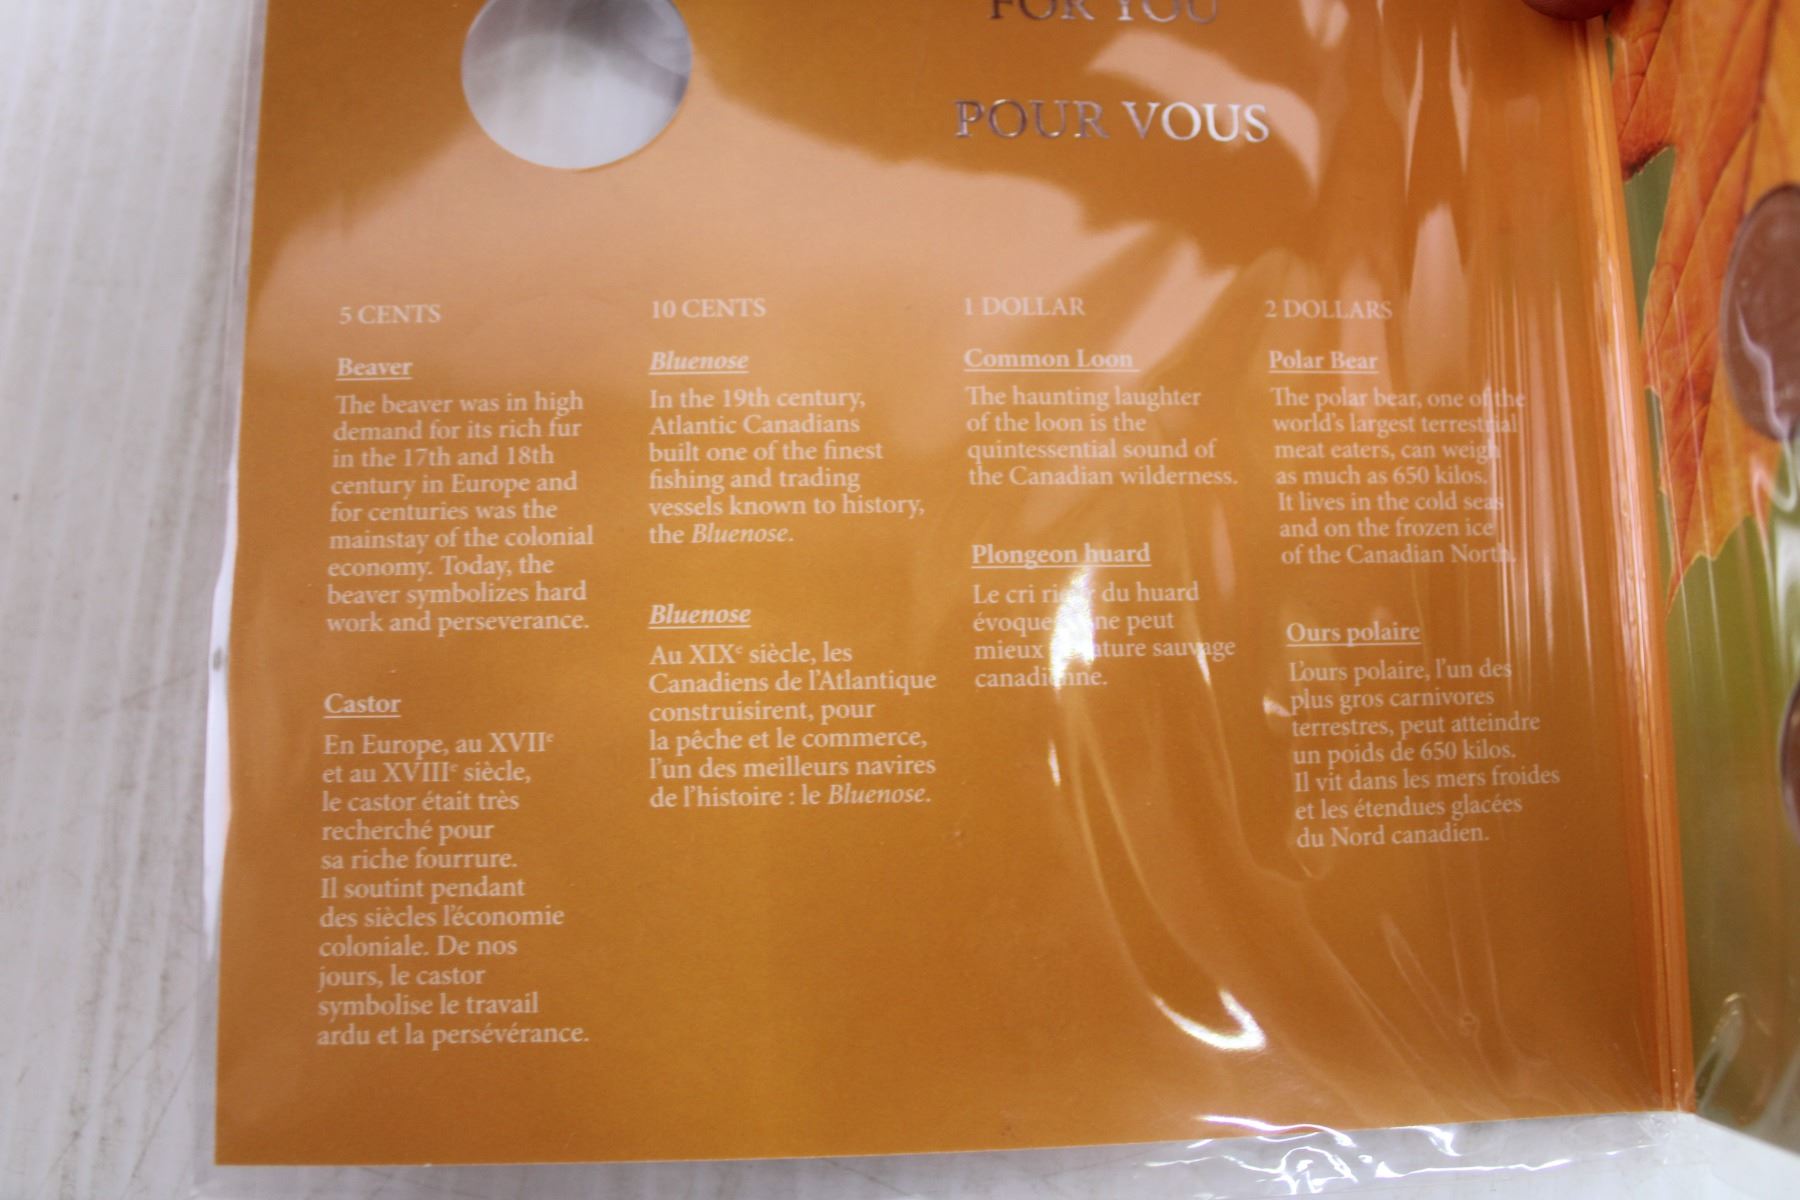 FOR YOU
POUR VOUS
5 CENTS
Beaver
The beaver was in high
demand for its rich fur
in the 17th and 18th
century in Europe and
for centuries was the
mainstay of the colonial
economy. Today, the
beaver symbolizes hard
work and perseverance.
Castor
En Europe, au XVIIe
et au XVIIIe siècle,
le castor était très
recherché pour
sa riche fourrure.
Il soutint pendant
des siècles l'économie
coloniale. De nos
jours, le castor
symbolise le travail
ardu et la persévérance.
10 CENTS
Bluenose
In the 19th century,
Atlantic Canadians
built one of the finest
fishing and trading
vessels known to history,
the Bluenose.
Bluenose
Au XIXe siècle, les
Canadiens de l'Atlantique
construisirent, pour
la pêche et le commerce,
l'un des meilleurs navires
de l'histoire : le Bluenose.
1 DOLLAR
Common Loon
The haunting laughter
of the loon is the
quintessential sound of
the Canadian wilderness.
Plongeon huard
Le cri du huard
évoque ne peut
mieux nature sauvage
canadienne.
2 DOLLARS
Polar Bear
The polar bear, one of the
world's largest terrestrial
meat eaters, can weigh
as much as 650 kilos.
It lives in the cold seas
and on the frozen ice
of the Canadian North.
Ours polaire
L'ours polaire, l'un des
plus gros carnivores
terrestres, peut atteindre
un poids de 650 kilos.
Il vit dans les mers froides
et les étendues glacées
du Nord canadien.